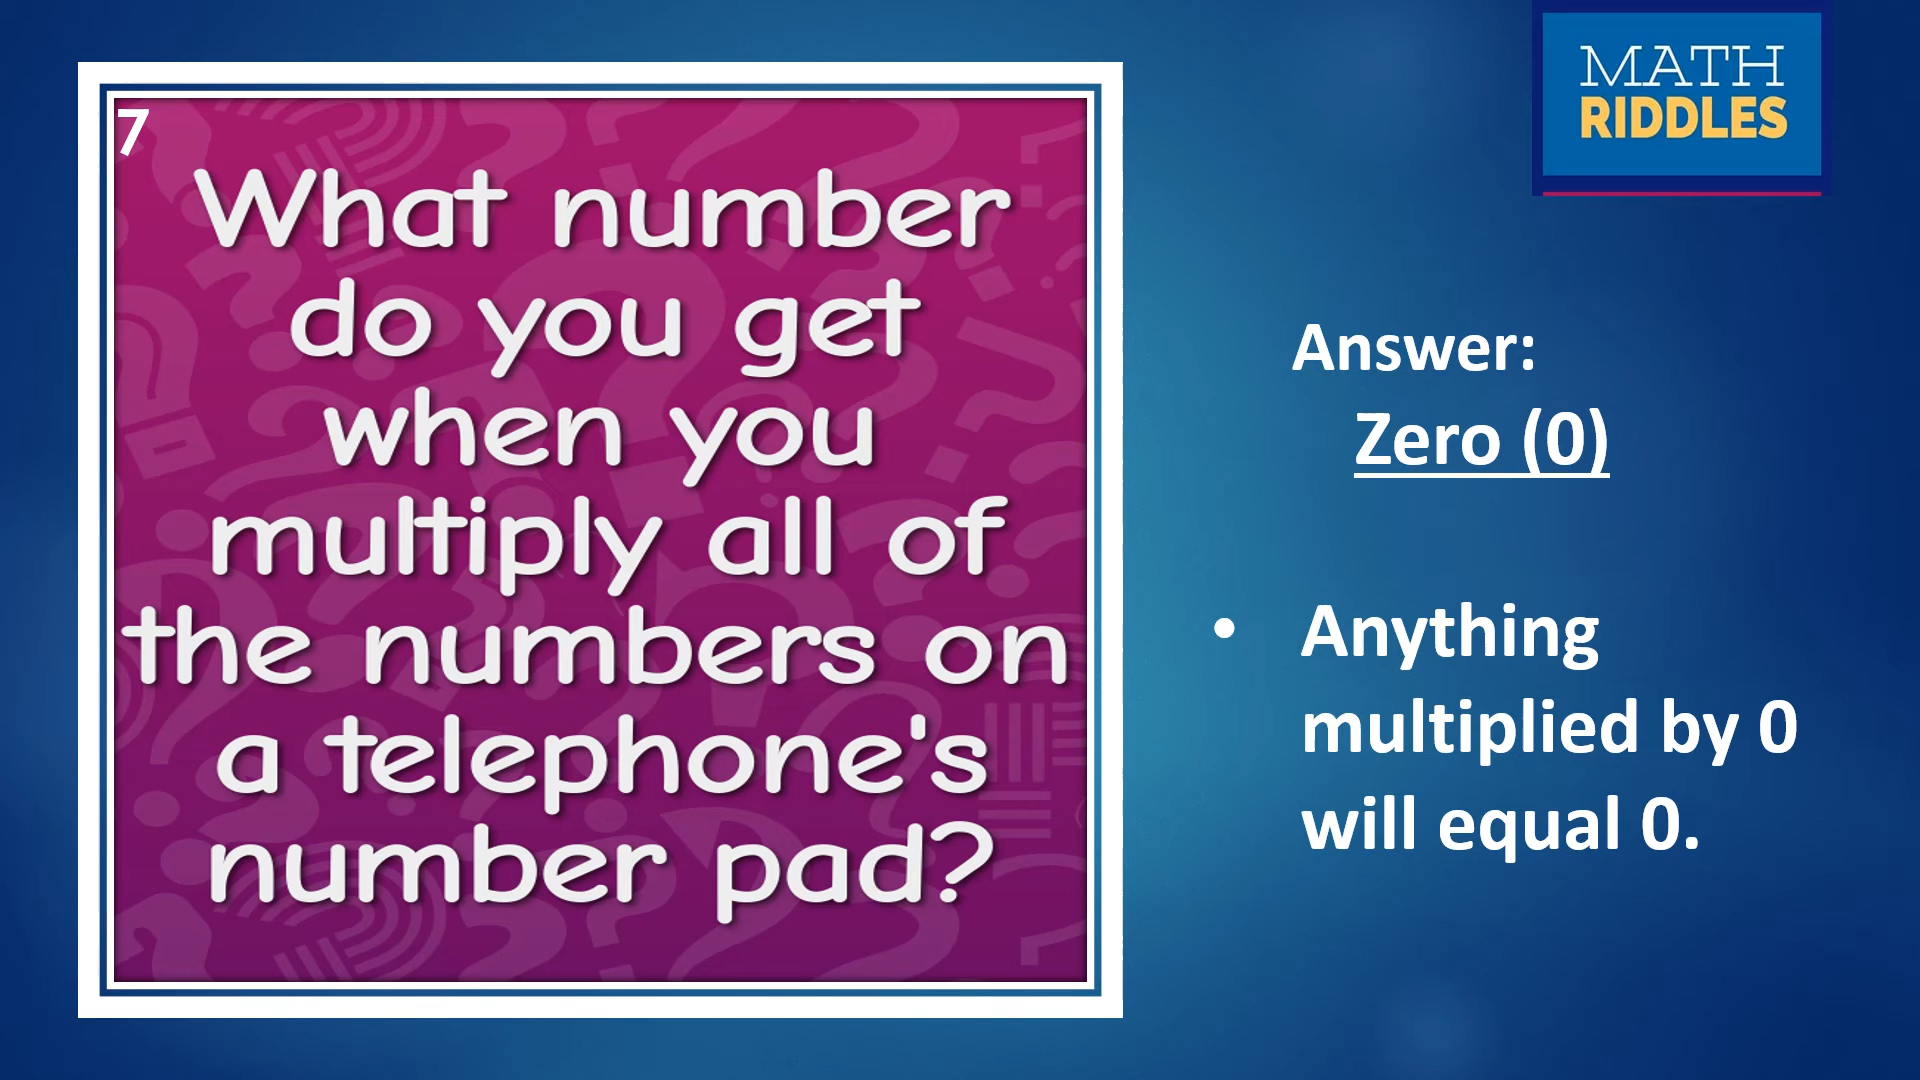 7
What number
do you get
when you
multiply all of
the numbers on
a telephone's
number pad?
MATH
RIDDLES
Answer:
Zero (0)
• Anything
multiplied by 0
will equal 0.